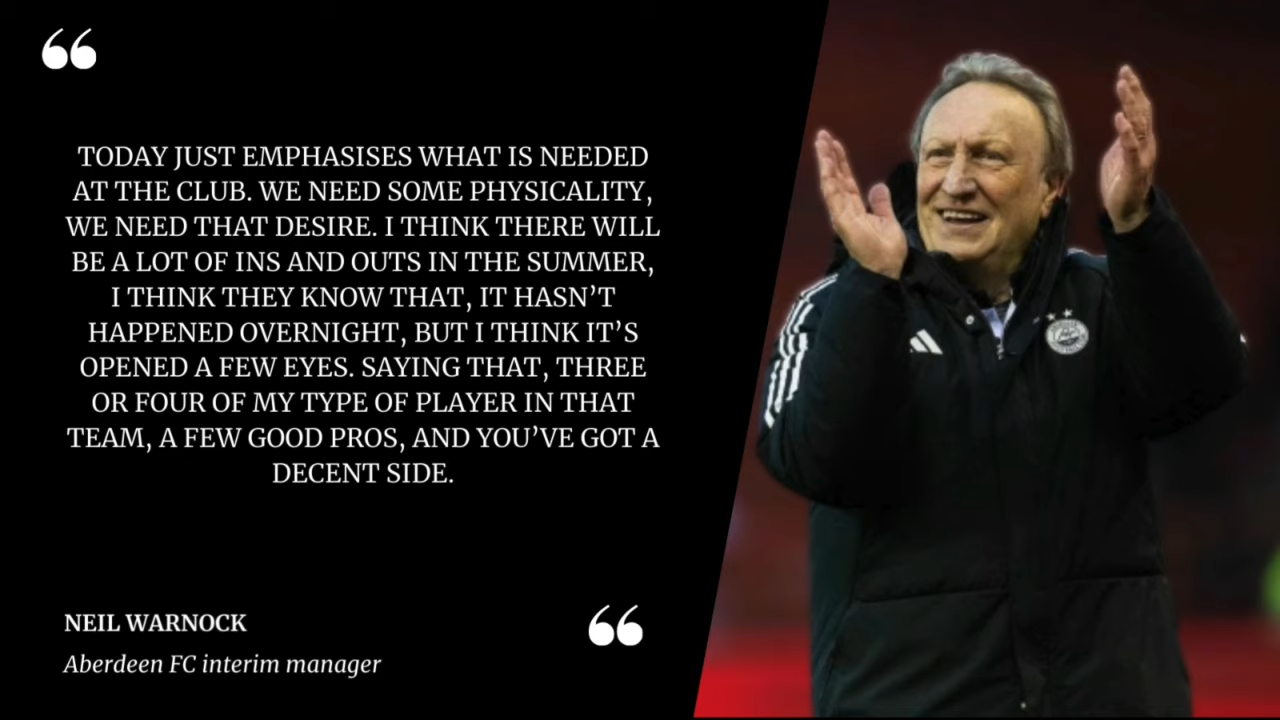 “
TODAY JUST EMPHASISES WHAT IS NEEDED
AT THE CLUB. WE NEED SOME PHYSICALITY,
WE NEED THAT DESIRE. I THINK THERE WILL
BE A LOT OF INS AND OUTS IN THE SUMMER,
I THINK THEY KNOW THAT, IT HASN’T
HAPPENED OVERNIGHT, BUT I THINK IT’S
OPENED A FEW EYES. SAYING THAT, THREE
OR FOUR OF MY TYPE OF PLAYER IN THAT
TEAM, A FEW GOOD PROS, AND YOU’VE GOT A
DECENT SIDE.
NEIL WARNOCK
“
Aberdeen FC interim manager